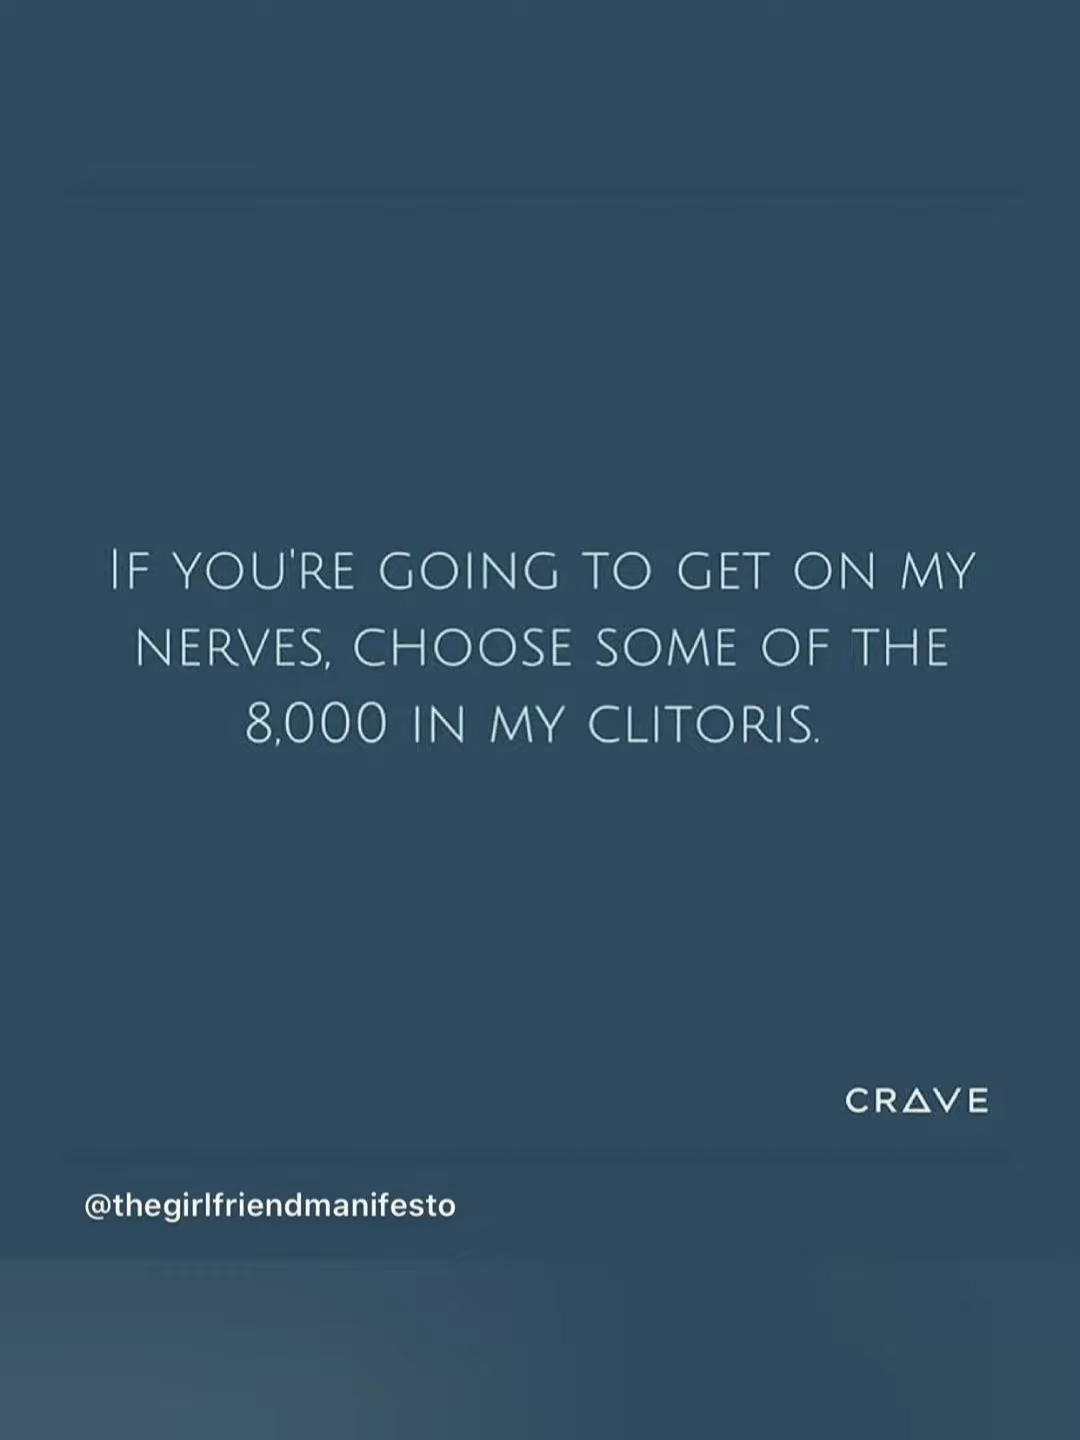 If you're going to get on my
nerves, choose some of the
8,000 in my clitoris.
CRAVE
@thegirlfriendmanifesto